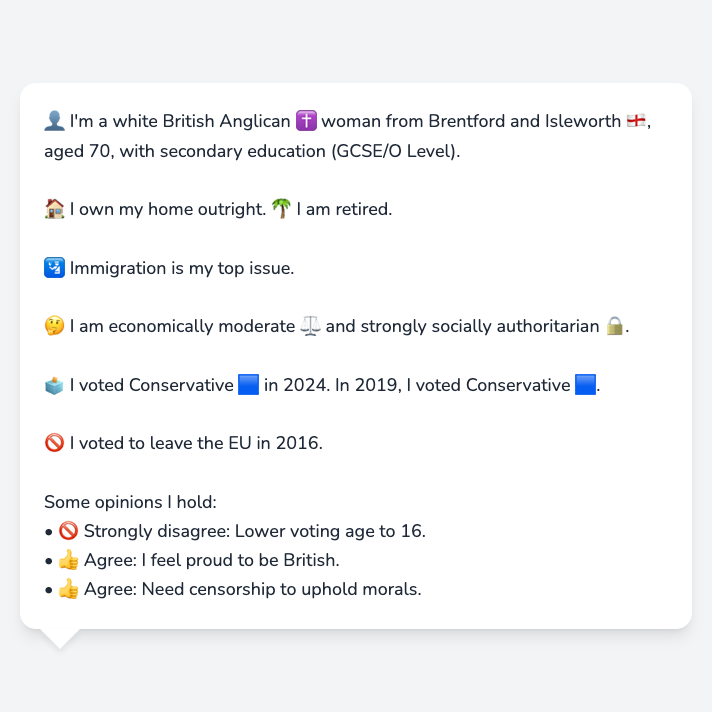 👤 I'm a white British Anglican ✝️ woman from Brentford and Isleworth 🏴󠁧󠁢󠁥󠁮󠁧󠁿,
aged 70, with secondary education (GCSE/O Level).
🏠 I own my home outright. 🌴 I am retired.
🛂 Immigration is my top issue.
🤔 I am economically moderate ⚖️ and strongly socially authoritarian 🔒.
🗳️ I voted Conservative 🟦 in 2024. In 2019, I voted Conservative 🟦.
🚫 I voted to leave the EU in 2016.
Some opinions I hold:
• 🚫 Strongly disagree: Lower voting age to 16.
• 👍 Agree: I feel proud to be British.
• 👍 Agree: Need censorship to uphold morals.